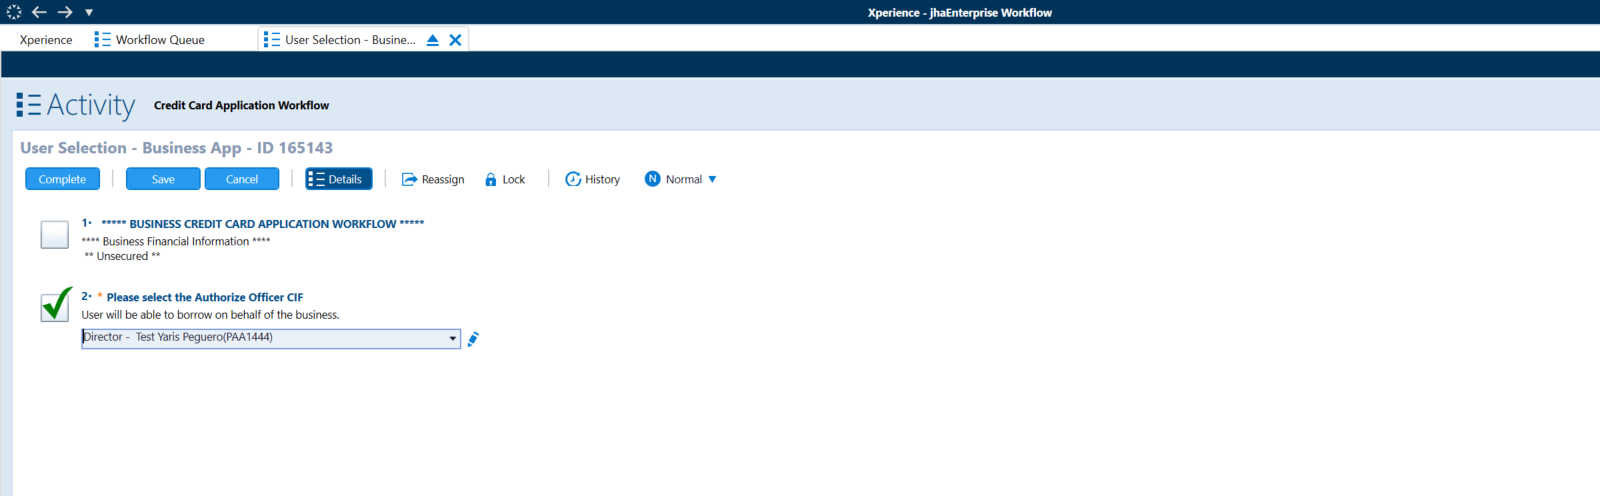 Xperience - jhaEnterprise Workflow
Xperience Workflow Queue User Selection - Busine...
Activity Credit Card Application Workflow
User Selection - Business App - ID 165143
Complete Save Cancel Details Reassign Lock History N Normal
1· ***** BUSINESS CREDIT CARD APPLICATION WORKFLOW *****
**** Business Financial Information ****
** Unsecured **
2· * Please select the Authorize Officer CIF
User will be able to borrow on behalf of the business.
Director - Test Yaris Peguero(PAA1444)